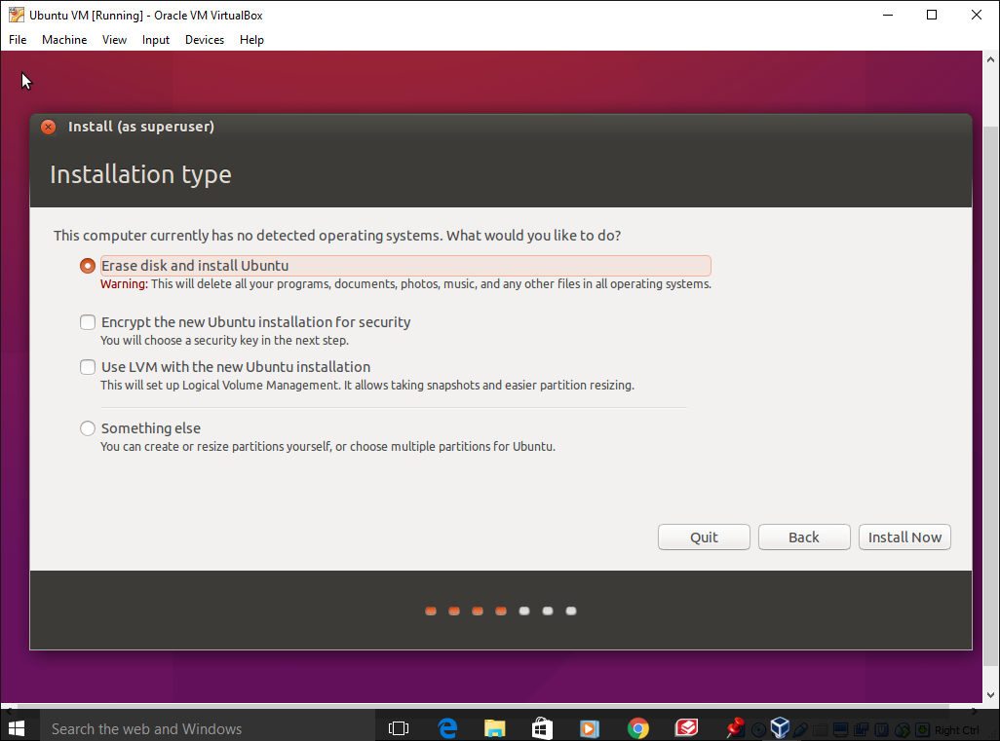 Ubuntu VM [Running] - Oracle VM VirtualBox
File Machine View Input Devices Help
Install (as superuser)
Installation type
This computer currently has no detected operating systems. What would you like to do?
Erase disk and install Ubuntu
Warning: This will delete all your programs, documents, photos, music, and any other files in all operating systems.
Encrypt the new Ubuntu installation for security
You will choose a security key in the next step.
Use LVM with the new Ubuntu installation
This will set up Logical Volume Management. It allows taking snapshots and easier partition resizing.
Something else
You can create or resize partitions yourself, or choose multiple partitions for Ubuntu.
Quit Back Install Now
Search the web and Windows Right Ctrl